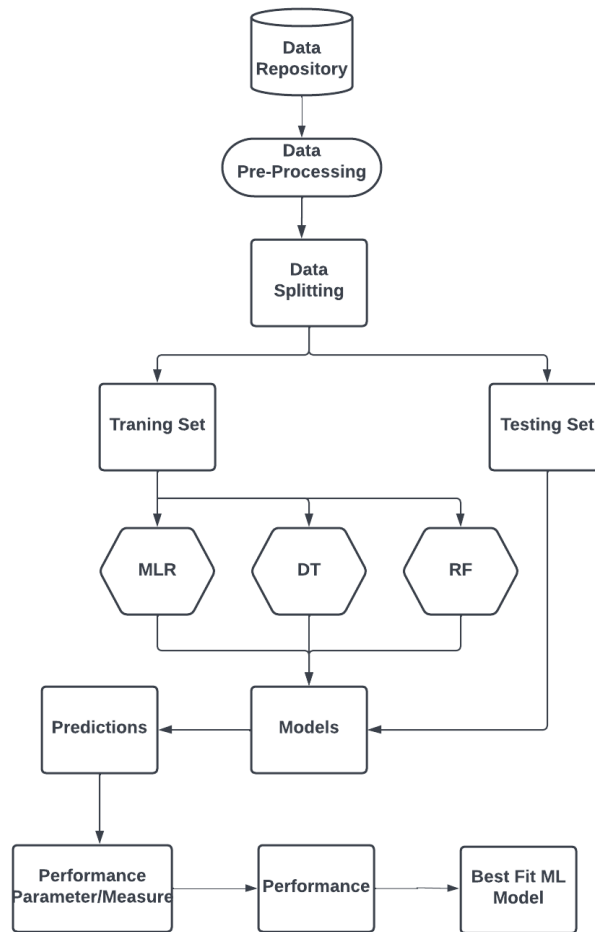 Data
Repository
Data
Pre-Processing
Data
Splitting
Traning Set
Testing Set
MLR
DT
RF
Predictions
Models
Performance
Parameter/Measure
Performance
Best Fit ML
Model